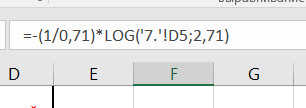 =-(1/0,71)*LOG('7.'!D5;2,71)
D E F G